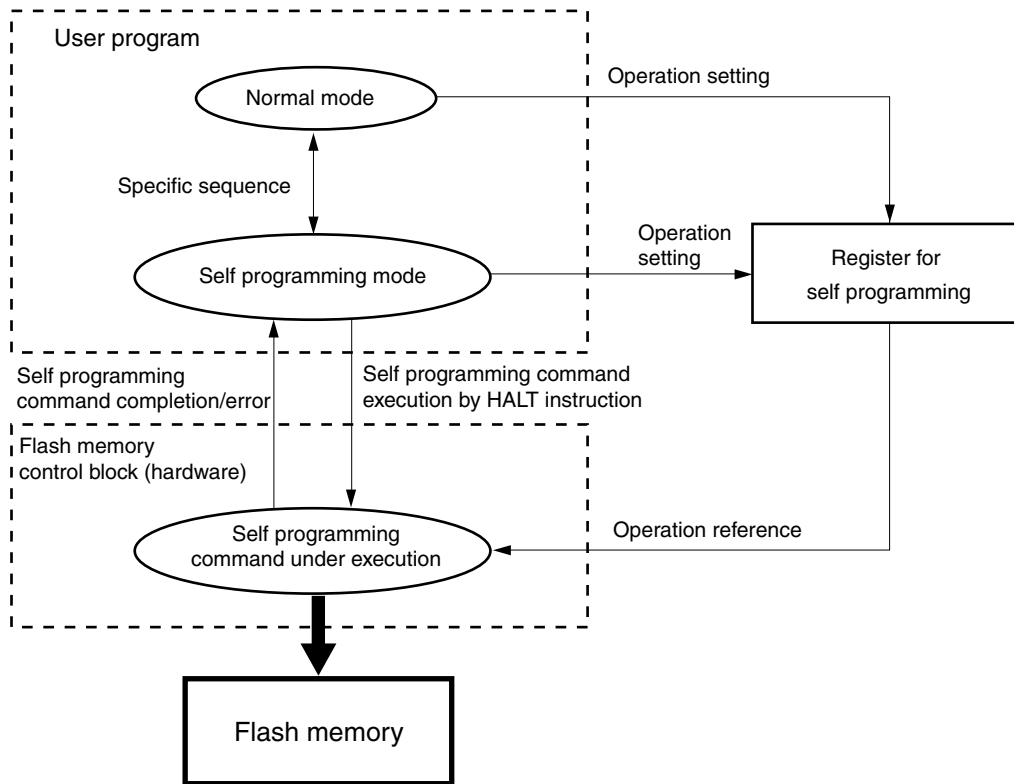 User program
Normal mode
Operation setting
Specific sequence
Self programming mode
Operation
setting
Register for
self programming
Self programming
command completion/error
Self programming command
execution by HALT instruction
Flash memory
control block (hardware)
Self programming
command under execution
Operation reference
Flash memory